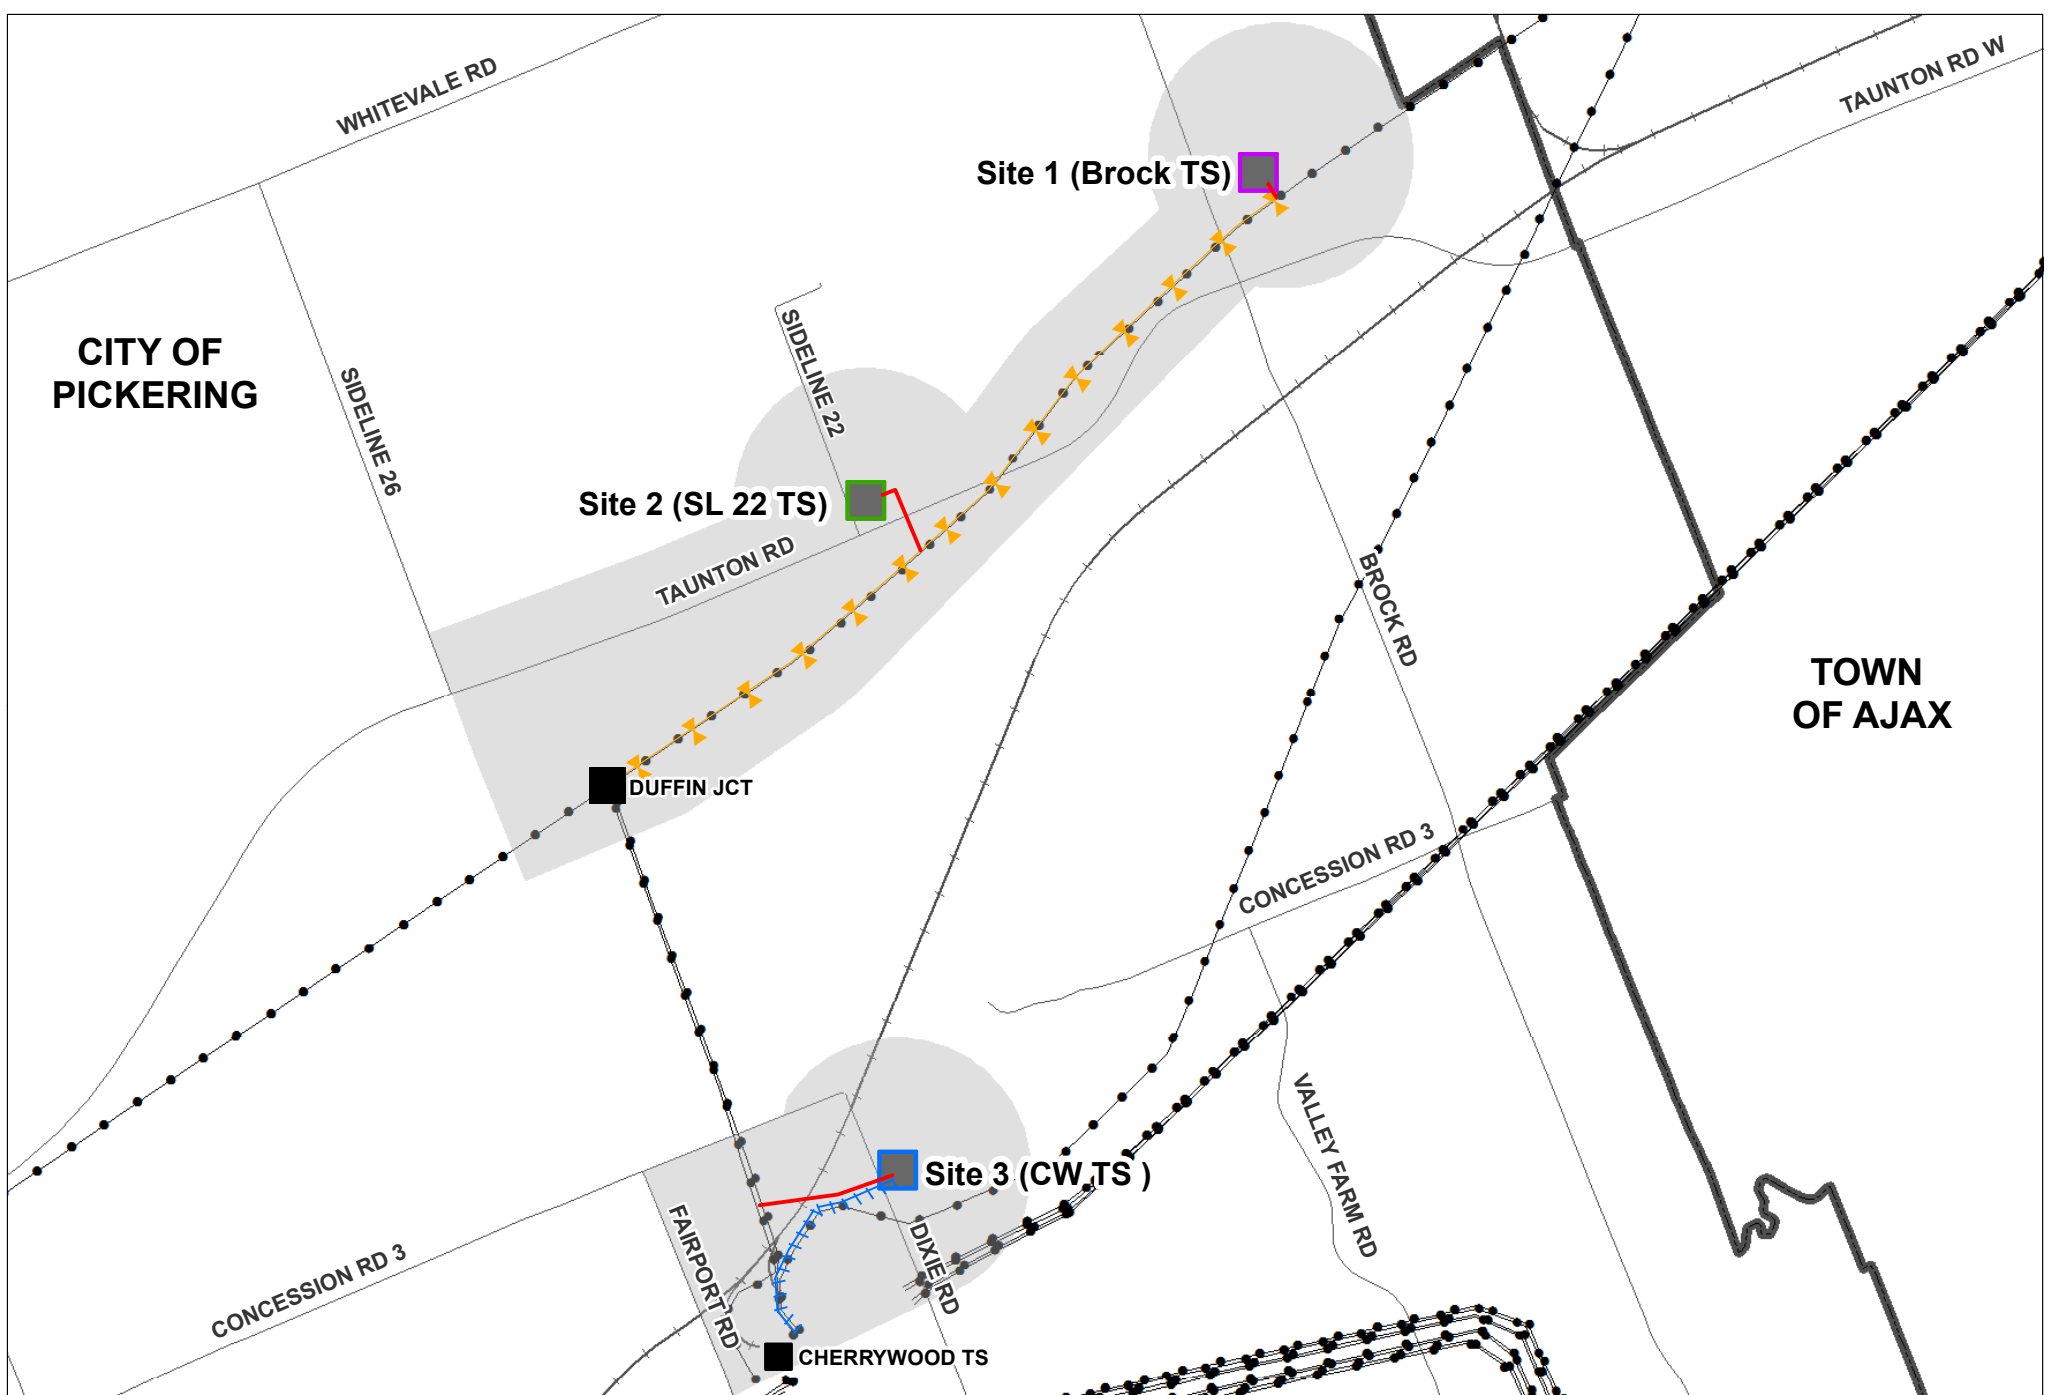 WHITEVALE RD
TAUNTON RD W
Site 1 (Brock TS)
CITY OF
PICKERING
SIDELINE 22
SIDELINE 26
Site 2 (SL 22 TS)
TAUNTON RD
BROCK RD
TOWN
OF AJAX
DUFFIN JCT
CONCESSION RD 3
VALLEY FARM RD
Site 3 (CW TS )
FAIRPORT RD
DIXIE RD
CONCESSION RD 3
CHERRYWOOD TS